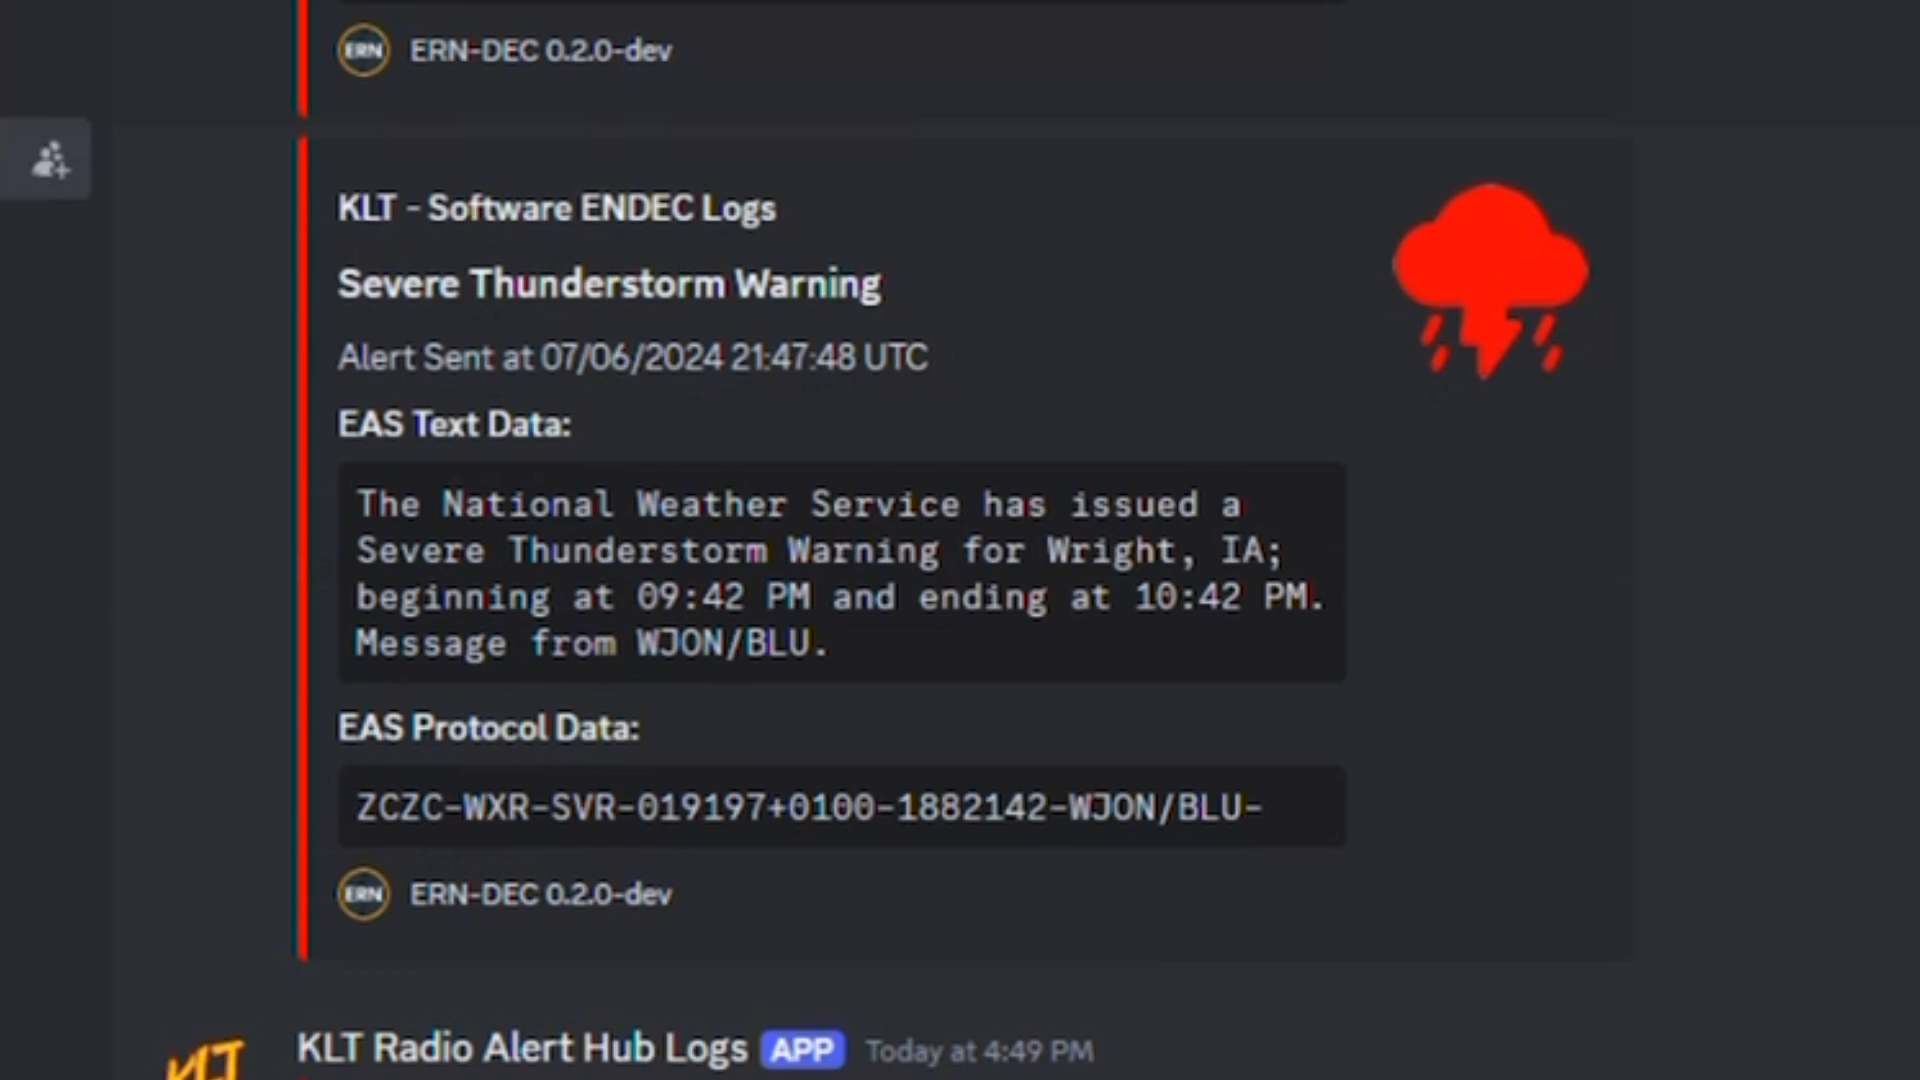 ERN ERN-DEC 0.2.0-dev
KLT - Software ENDEC Logs
Severe Thunderstorm Warning
Alert Sent at 07/06/2024 21:47:48 UTC
EAS Text Data:
The National Weather Service has issued a
Severe Thunderstorm Warning for Wright, IA;
beginning at 09:42 PM and ending at 10:42 PM.
Message from WJON/BLU.
EAS Protocol Data:
ZCZC-WXR-SVR-019197+0100-1882142-WJON/BLU-
ERN ERN-DEC 0.2.0-dev
KLT
KLT Radio Alert Hub Logs APP Today at 4:49 PM